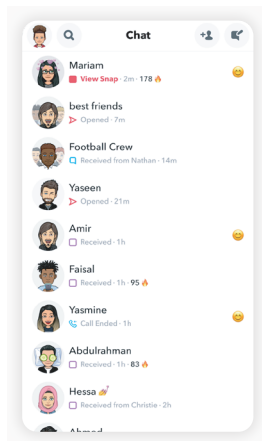 Chat
Mariam
View Snap · 2m · 178 🔥
best friends
Opened · 7m
Football Crew
Received from Nathan · 14m
Yaseen
Opened · 21m
Amir
Received · 1h
Faisal
Received · 1h · 95 🔥
Yasmine
Call Ended · 1h
Abdulrahman
Received · 1h · 83 🔥
Hessa 💅
Received from Christie · 2h
Ahmed